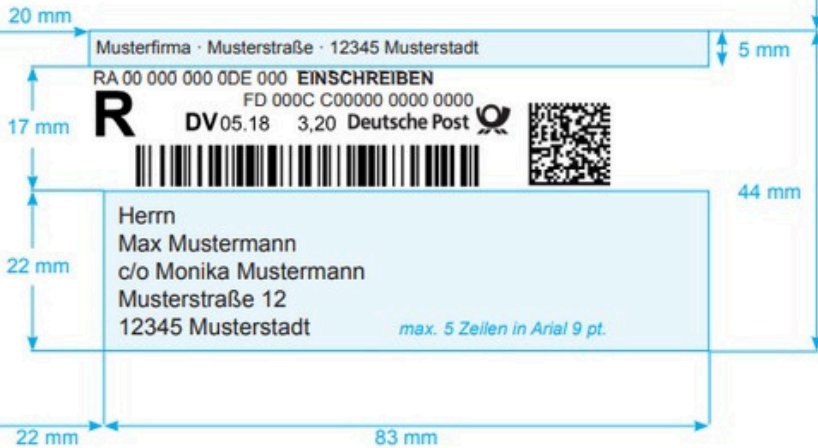 20 mm
Musterfirma · Musterstraße · 12345 Musterstadt
5 mm
RA 00 000 000 0DE 000 EINSCHREIBEN
R
FD 000C C00000 0000 0000
17 mm
DV 05.18 3,20 Deutsche Post
44 mm
Herrn
Max Mustermann
c/o Monika Mustermann
22 mm
Musterstraße 12
12345 Musterstadt
max. 5 Zeilen in Arial 9 pt.
22 mm
83 mm